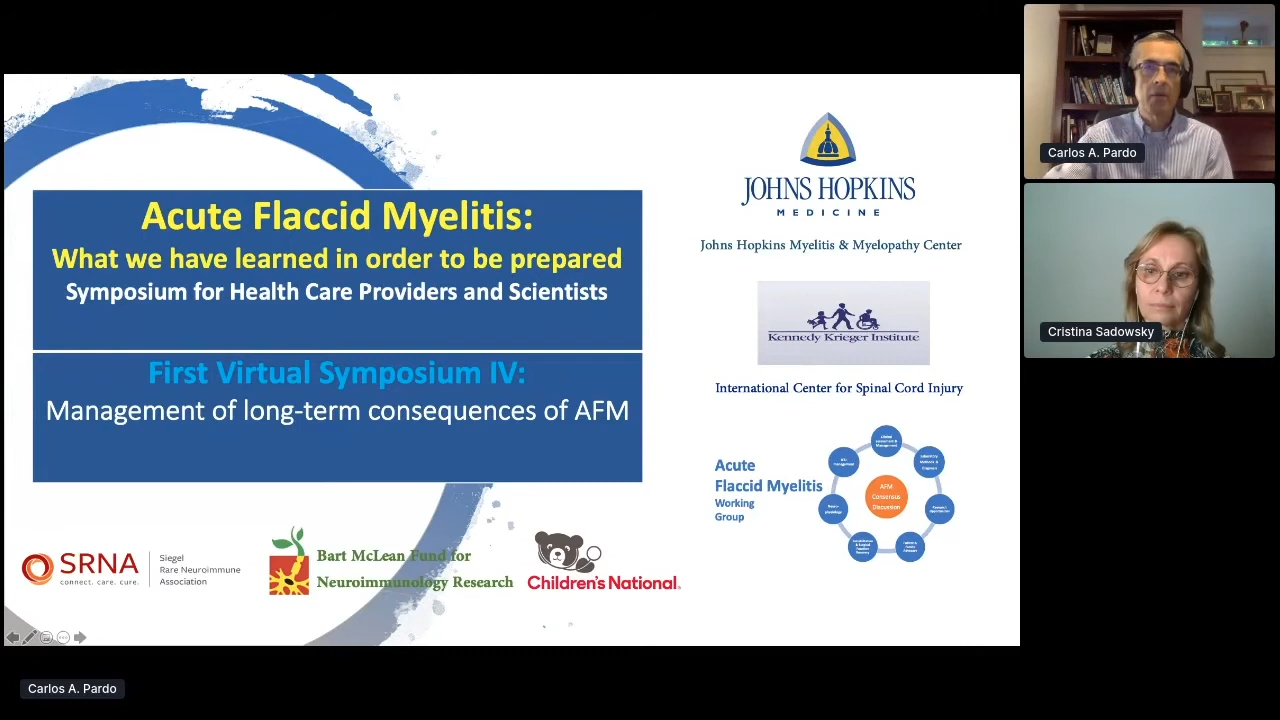 Acute Flaccid Myelitis:
What we have learned in order to be prepared
Symposium for Health Care Providers and Scientists
First Virtual Symposium IV:
Management of long-term consequences of AFM
SRNA
connect. care. cure.
Siegel
Rare Neuroimmune
Association
Bart McLean Fund for
Neuroimmunology Research
Children's National.
JOHNS HOPKINS
MEDICINE
Johns Hopkins Myelitis & Myelopathy Center
Kennedy Krieger Institute
International Center for Spinal Cord Injury
Acute
Flaccid Myelitis
Working
Group
AFM
Consensus
Discussion
Carlos A. Pardo
Cristina Sadowsky
Carlos A. Pardo